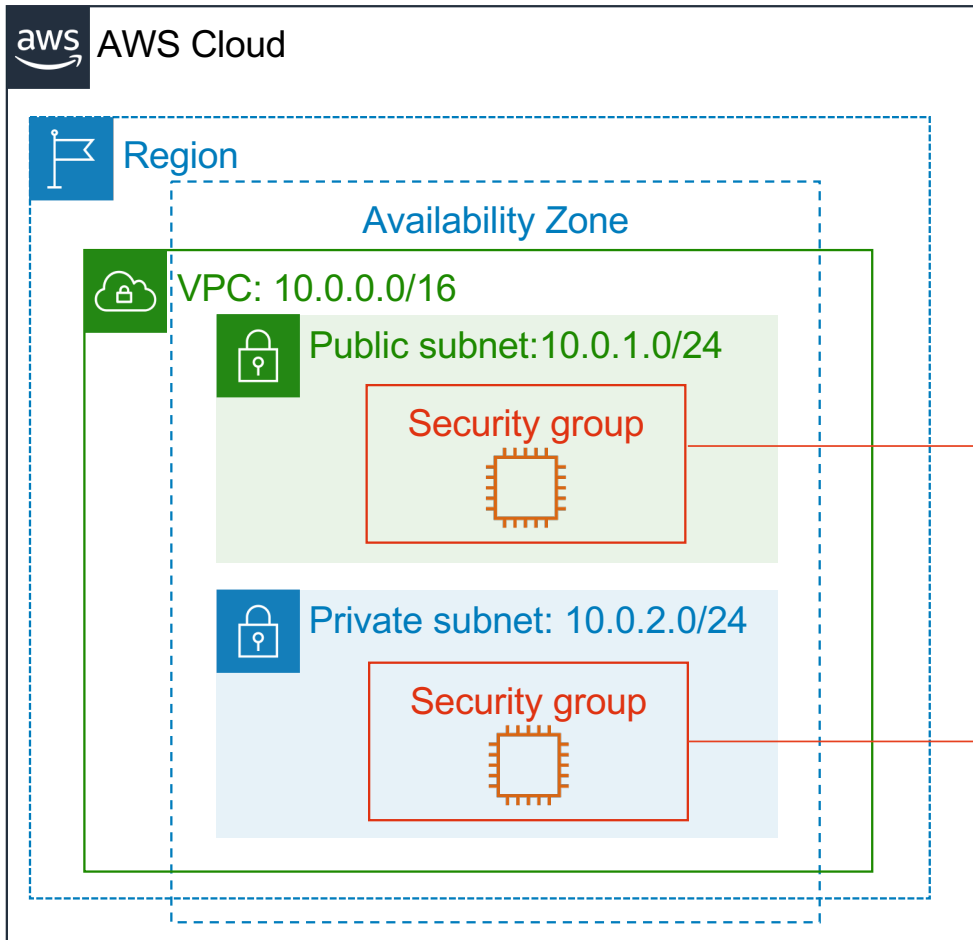 aws AWS Cloud
Region
Availability Zone
VPC: 10.0.0.0/16
Public subnet:10.0.1.0/24
Security group
Private subnet: 10.0.2.0/24
Security group